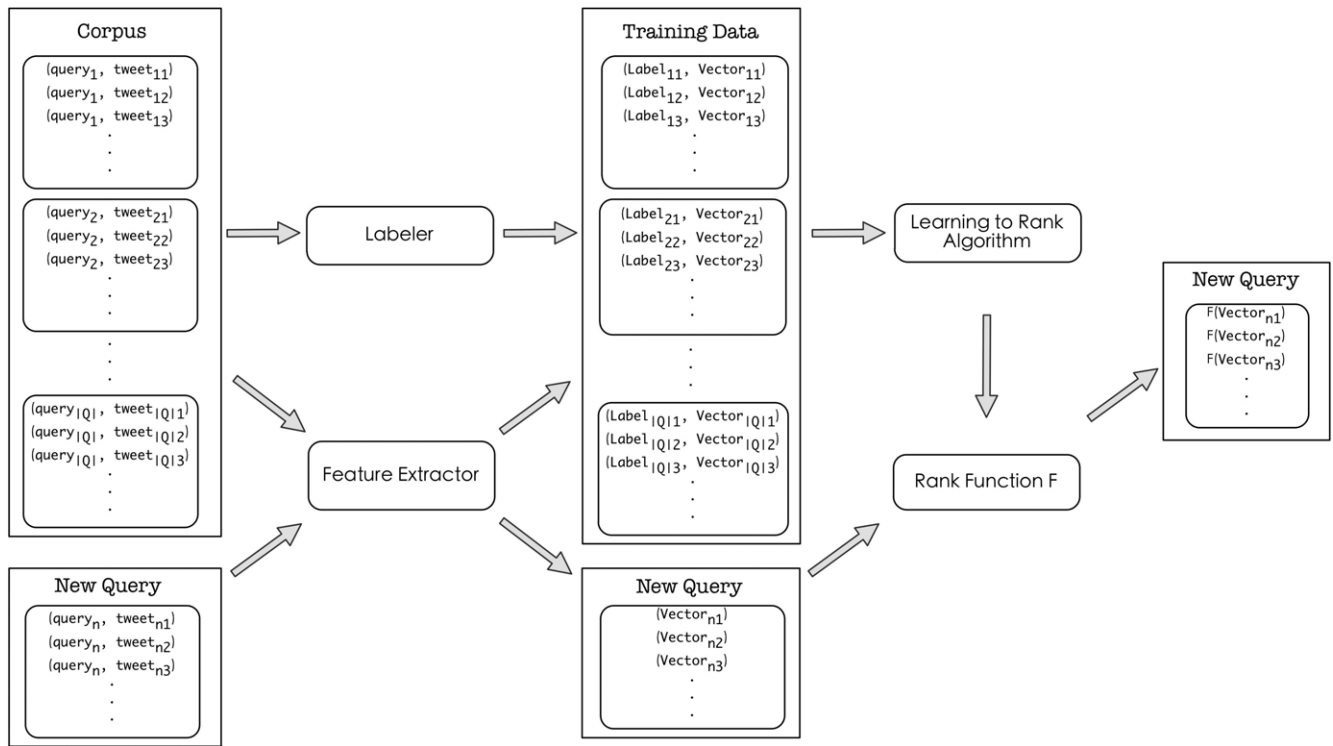 Corpus
(query1, tweet11)
(query1, tweet12)
(query1, tweet13)
.
.
.
(query2, tweet21)
(query2, tweet22)
(query2, tweet23)
.
.
.
.
.
.
(query|Q|, tweet|Q|1)
(query|Q|, tweet|Q|2)
(query|Q|, tweet|Q|3)
.
.
.
New Query
(queryn, tweetn1)
(queryn, tweetn2)
(queryn, tweetn3)
.
.
.
Labeler
Feature Extractor
Training Data
(Label11, Vector11)
(Label12, Vector12)
(Label13, Vector13)
.
.
.
(Label21, Vector21)
(Label22, Vector22)
(Label23, Vector23)
.
.
.
.
.
.
(Label|Q|1, Vector|Q|1)
(Label|Q|2, Vector|Q|2)
(Label|Q|3, Vector|Q|3)
.
.
.
New Query
(Vectorn1)
(Vectorn2)
(Vectorn3)
.
.
.
Learning to Rank
Algorithm
Rank Function F
New Query
F(Vectorn1)
F(Vectorn2)
F(Vectorn3)
.
.
.